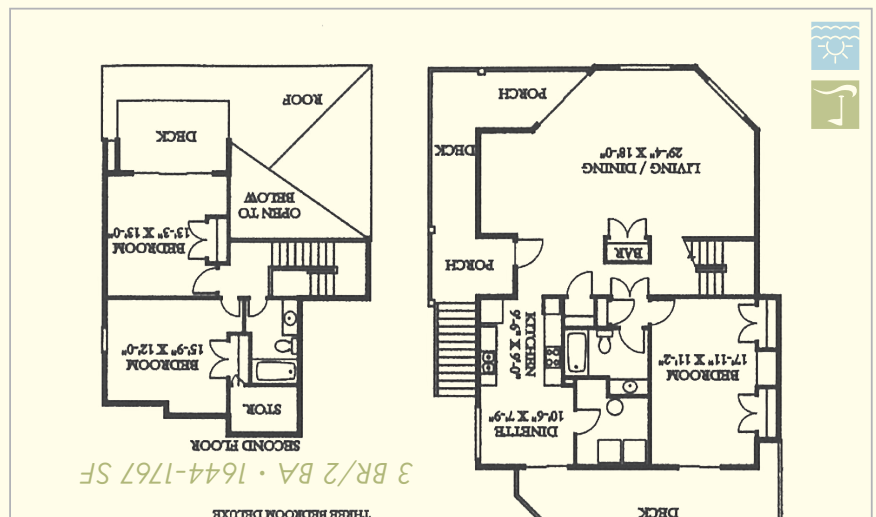 THREE BEDROOM DELUXE
3 BR/2 BA • 1644-1767 SF
DECK
DINETTE
10'-6" X 7'-9"
BEDROOM
17'-11" X 11'-2"
KITCHEN
9'-6" X 9'-0"
BAR
PORCH
LIVING / DINING
29'-4" X 18'-0"
DECK
PORCH
SECOND FLOOR
STOR.
BEDROOM
15'-9" X 12'-0"
BEDROOM
13'-3" X 13'-0"
OPEN TO
BELOW
DECK
ROOF